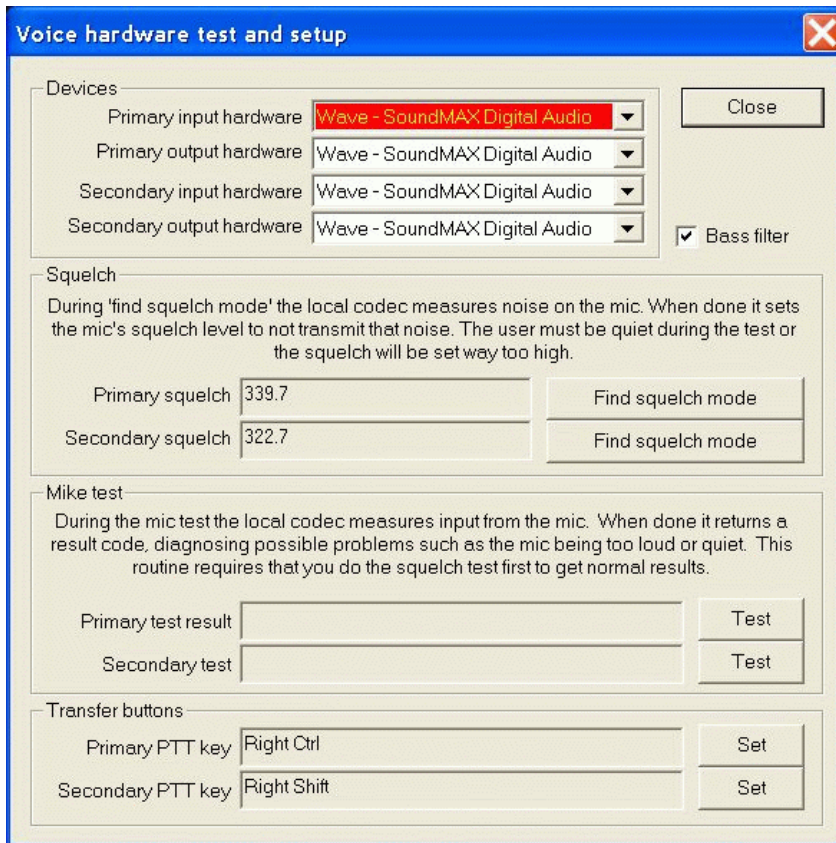 Voice hardware test and setup
Devices
Primary input hardware Wave - SoundMAX Digital Audio
Close
Primary output hardware Wave - SoundMAX Digital Audio
Secondary input hardware Wave - SoundMAX Digital Audio
Secondary output hardware Wave - SoundMAX Digital Audio
Bass filter
Squelch
During 'find squelch mode' the local codec measures noise on the mic. When done it sets
the mic's squelch level to not transmit that noise. The user must be quiet during the test or
the squelch will be set way too high.
Primary squelch 339.7 Find squelch mode
Secondary squelch 322.7 Find squelch mode
Mike test
During the mic test the local codec measures input from the mic. When done it returns a
result code, diagnosing possible problems such as the mic being too loud or quiet. This
routine requires that you do the squelch test first to get normal results.
Primary test result Test
Secondary test Test
Transfer buttons
Primary PTT key Right Ctrl Set
Secondary PTT key Right Shift Set